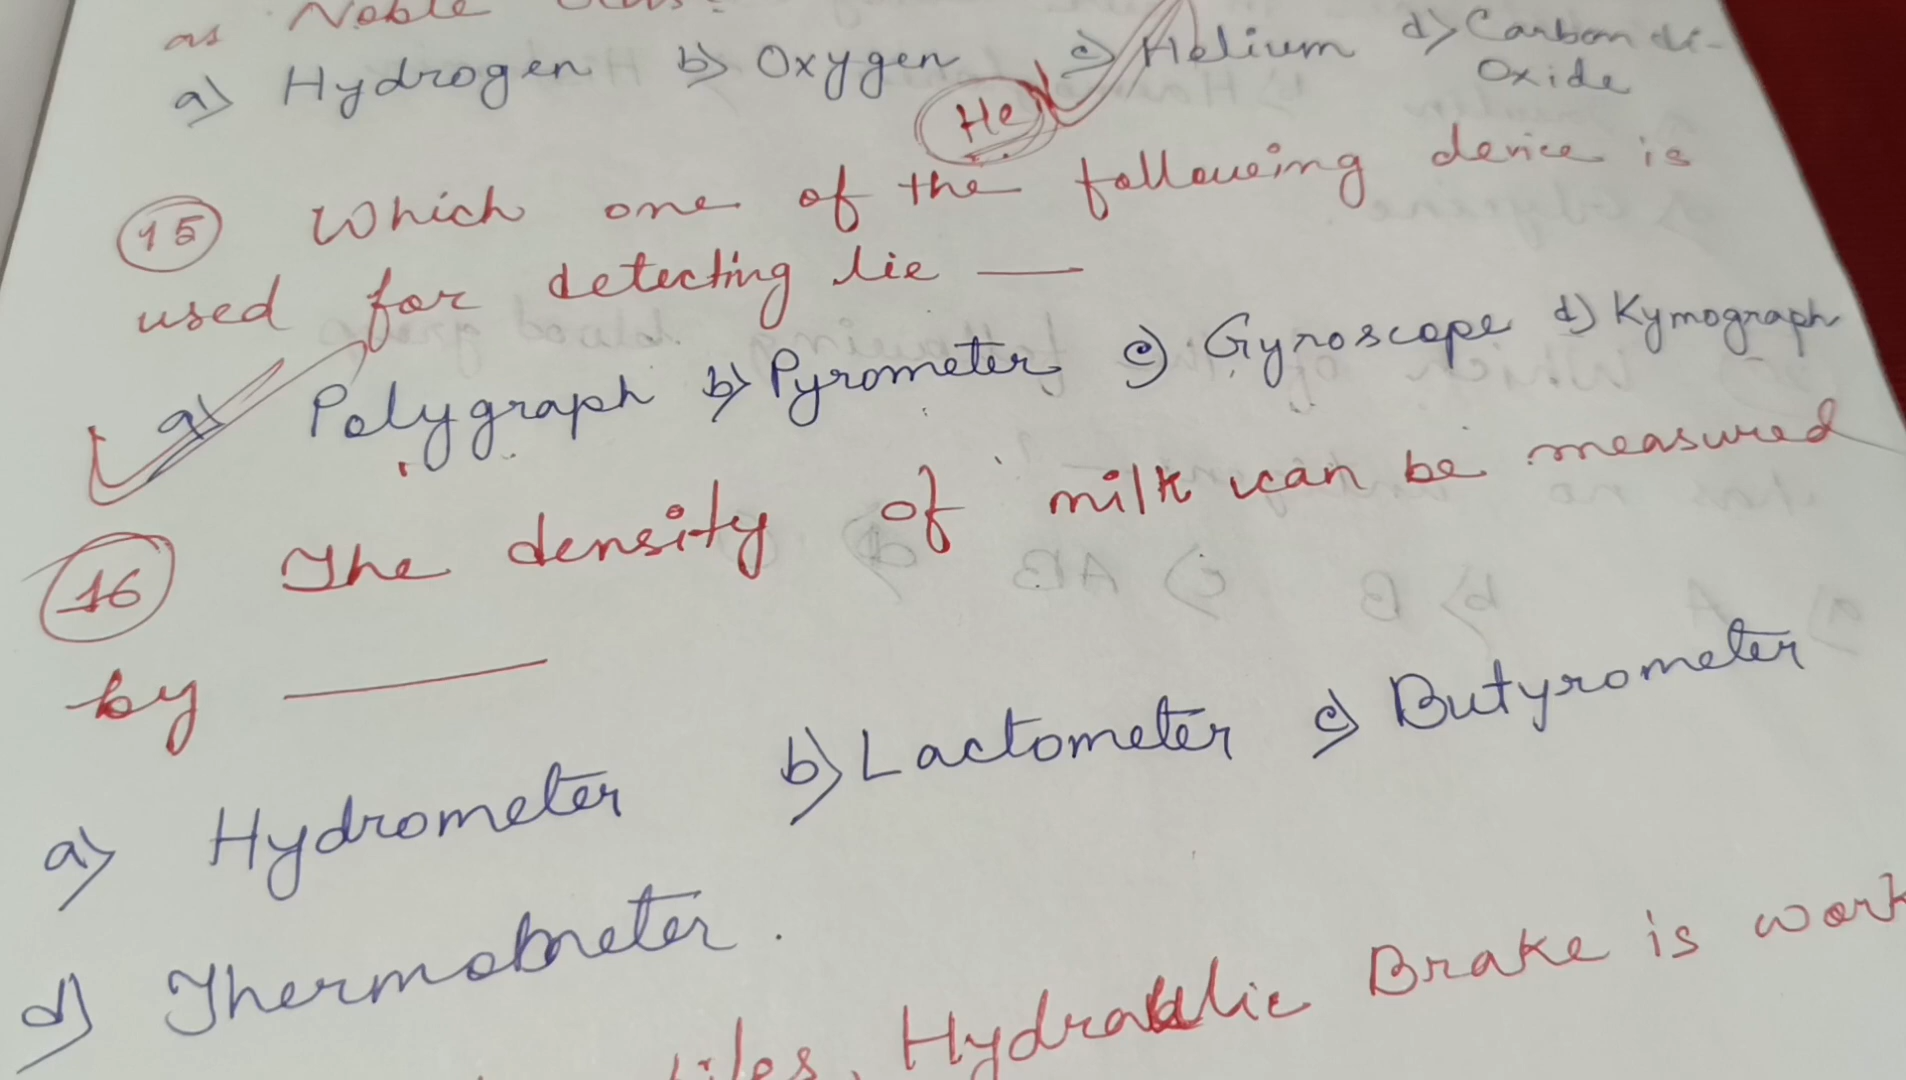 as Noble
a) Hydrogen b) Oxygen c) Helium d) Carbon di-
Oxide
He
15 Which one of the following device is
used for detecting lie —
a) Polygraph b) Pyrometer c) Gyroscope d) Kymograph
16 The density of milk can be measured
by —
a) Hydrometer b) Lactometer c) Butyrometer
d) Thermometer.
Hydraulic Brake is work